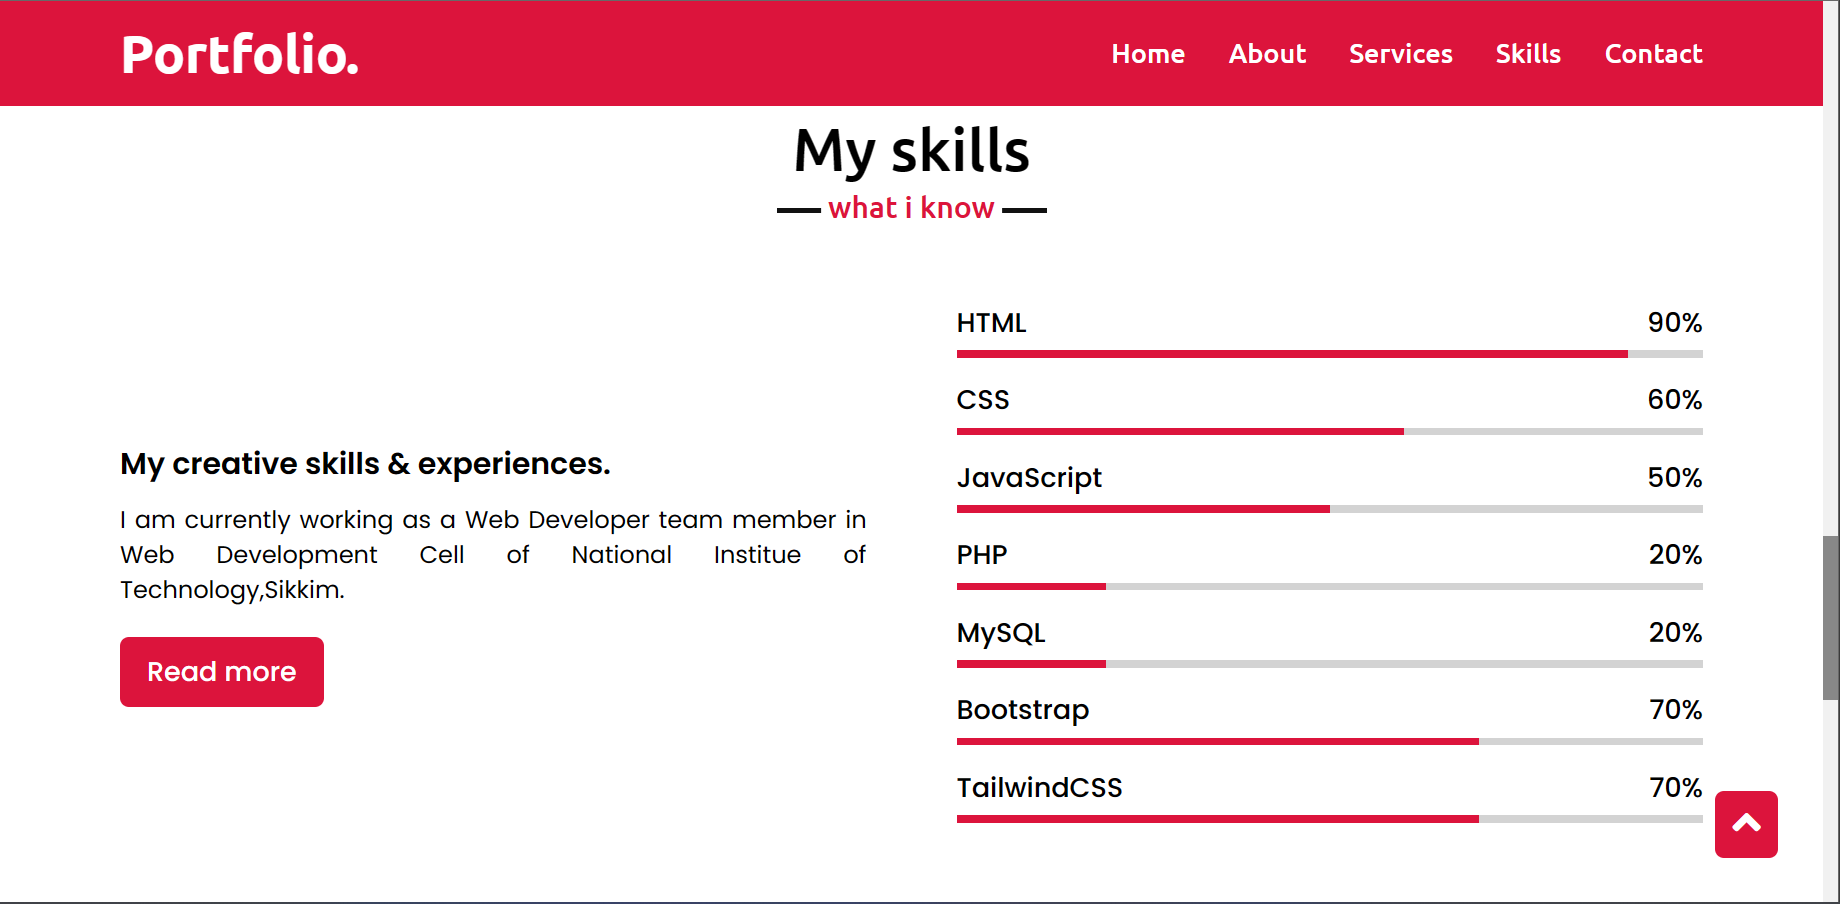 Portfolio.
Home About Services Skills Contact
My skills
what i know
My creative skills & experiences.
I am currently working as a Web Developer team member in
Web Development Cell of National Institue of
Technology,Sikkim.
Read more
HTML 90%
CSS 60%
JavaScript 50%
PHP 20%
MySQL 20%
Bootstrap 70%
TailwindCSS 70%